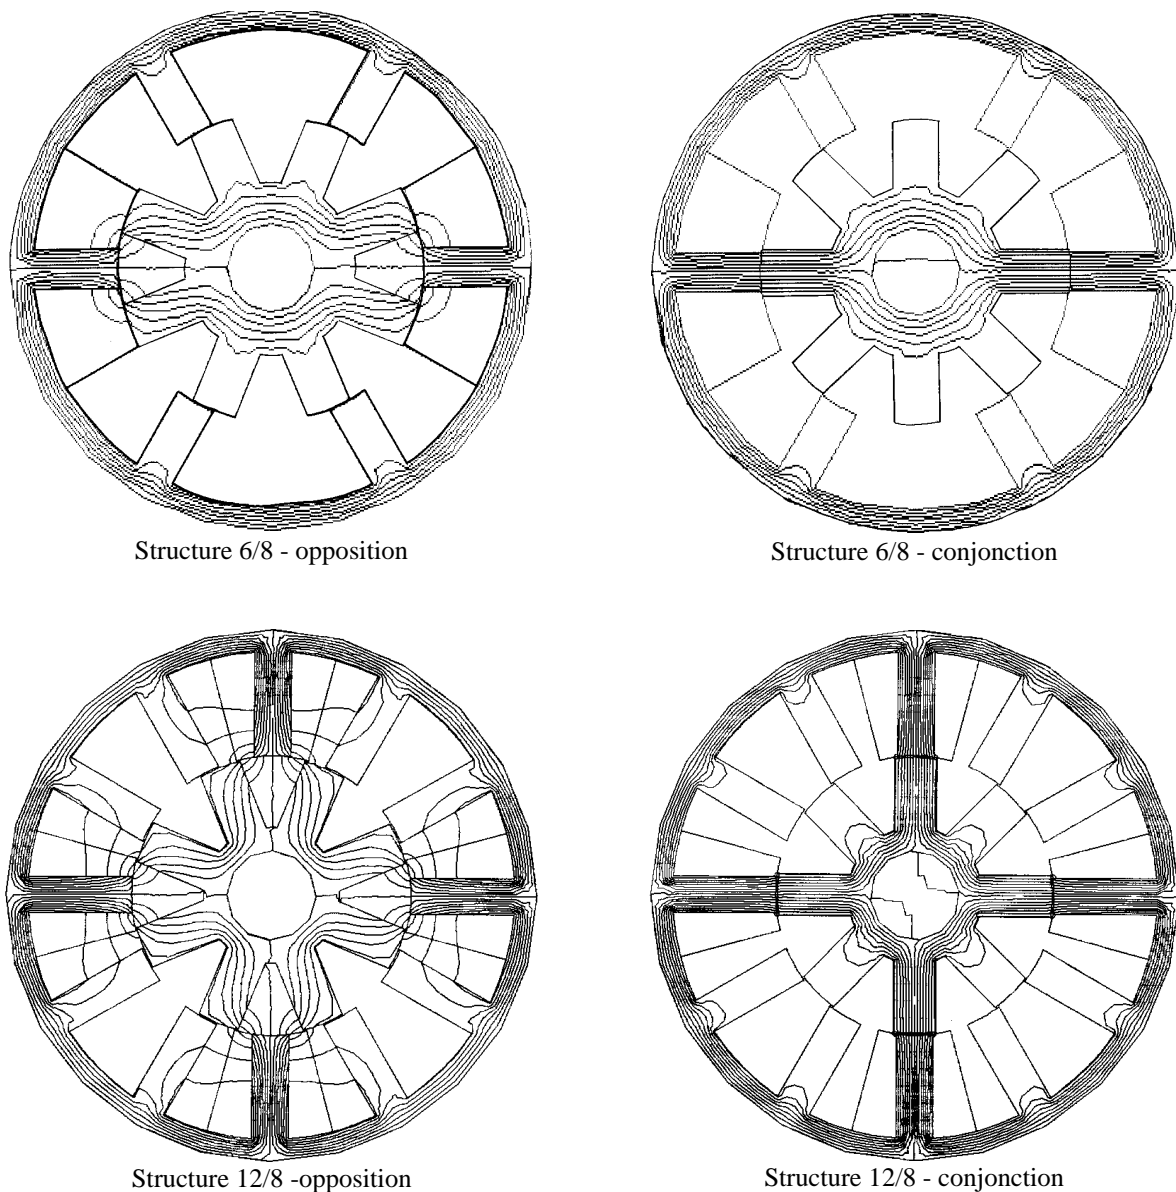 Structure 6/8 - opposition
Structure 6/8 - conjonction
Structure 12/8 -opposition
Structure 12/8 - conjonction